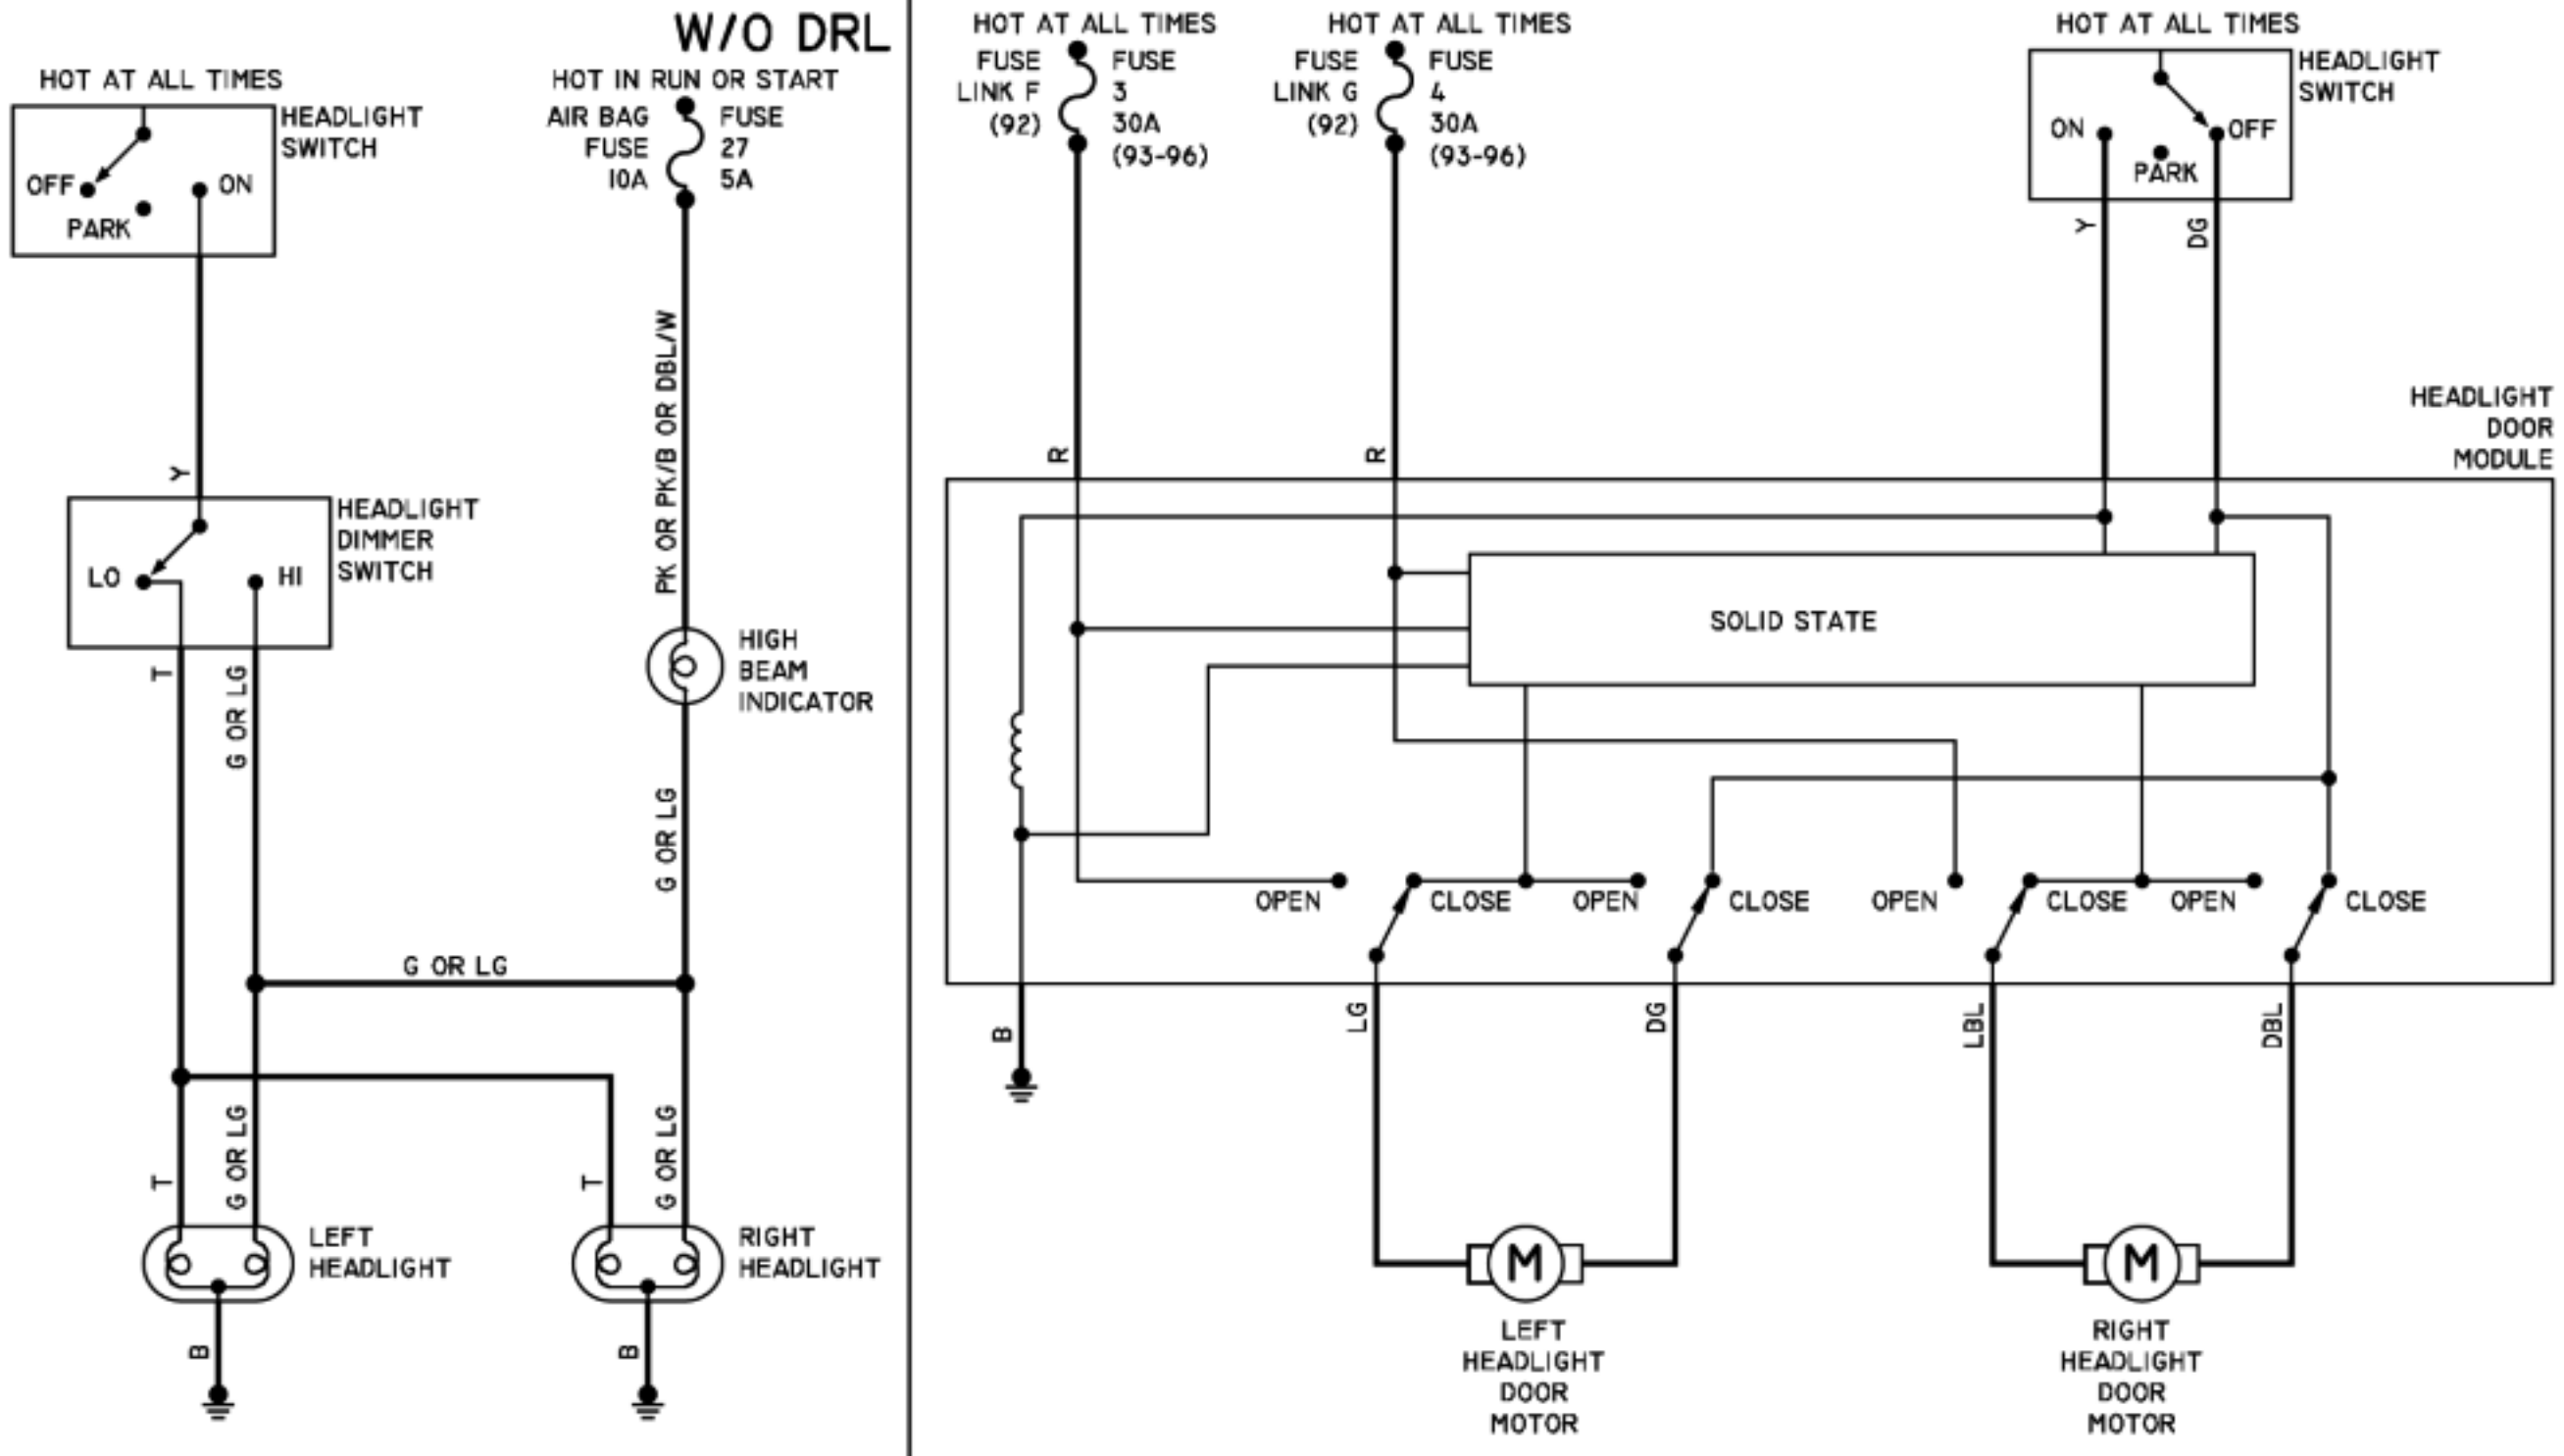 W/O DRL
HOT AT ALL TIMES
HEADLIGHT
SWITCH
OFF
ON
PARK
HOT IN RUN OR START
AIR BAG
FUSE
10A
FUSE
27
5A
Y
PK OR PK/B OR DBL/W
HEADLIGHT
DIMMER
SWITCH
LO
HI
T
G OR LG
HIGH
BEAM
INDICATOR
G OR LG
G OR LG
T
G OR LG
T
G OR LG
LEFT
HEADLIGHT
RIGHT
HEADLIGHT
B
B
HOT AT ALL TIMES
FUSE
LINK F
(92)
FUSE
3
30A
(93-96)
HOT AT ALL TIMES
FUSE
LINK G
(92)
FUSE
4
30A
(93-96)
HOT AT ALL TIMES
HEADLIGHT
SWITCH
ON
OFF
PARK
Y
DG
R
R
HEADLIGHT
DOOR
MODULE
SOLID STATE
OPEN
CLOSE
OPEN
CLOSE
OPEN
CLOSE
OPEN
CLOSE
B
LG
DG
LBL
DBL
M
M
LEFT
HEADLIGHT
DOOR
MOTOR
RIGHT
HEADLIGHT
DOOR
MOTOR